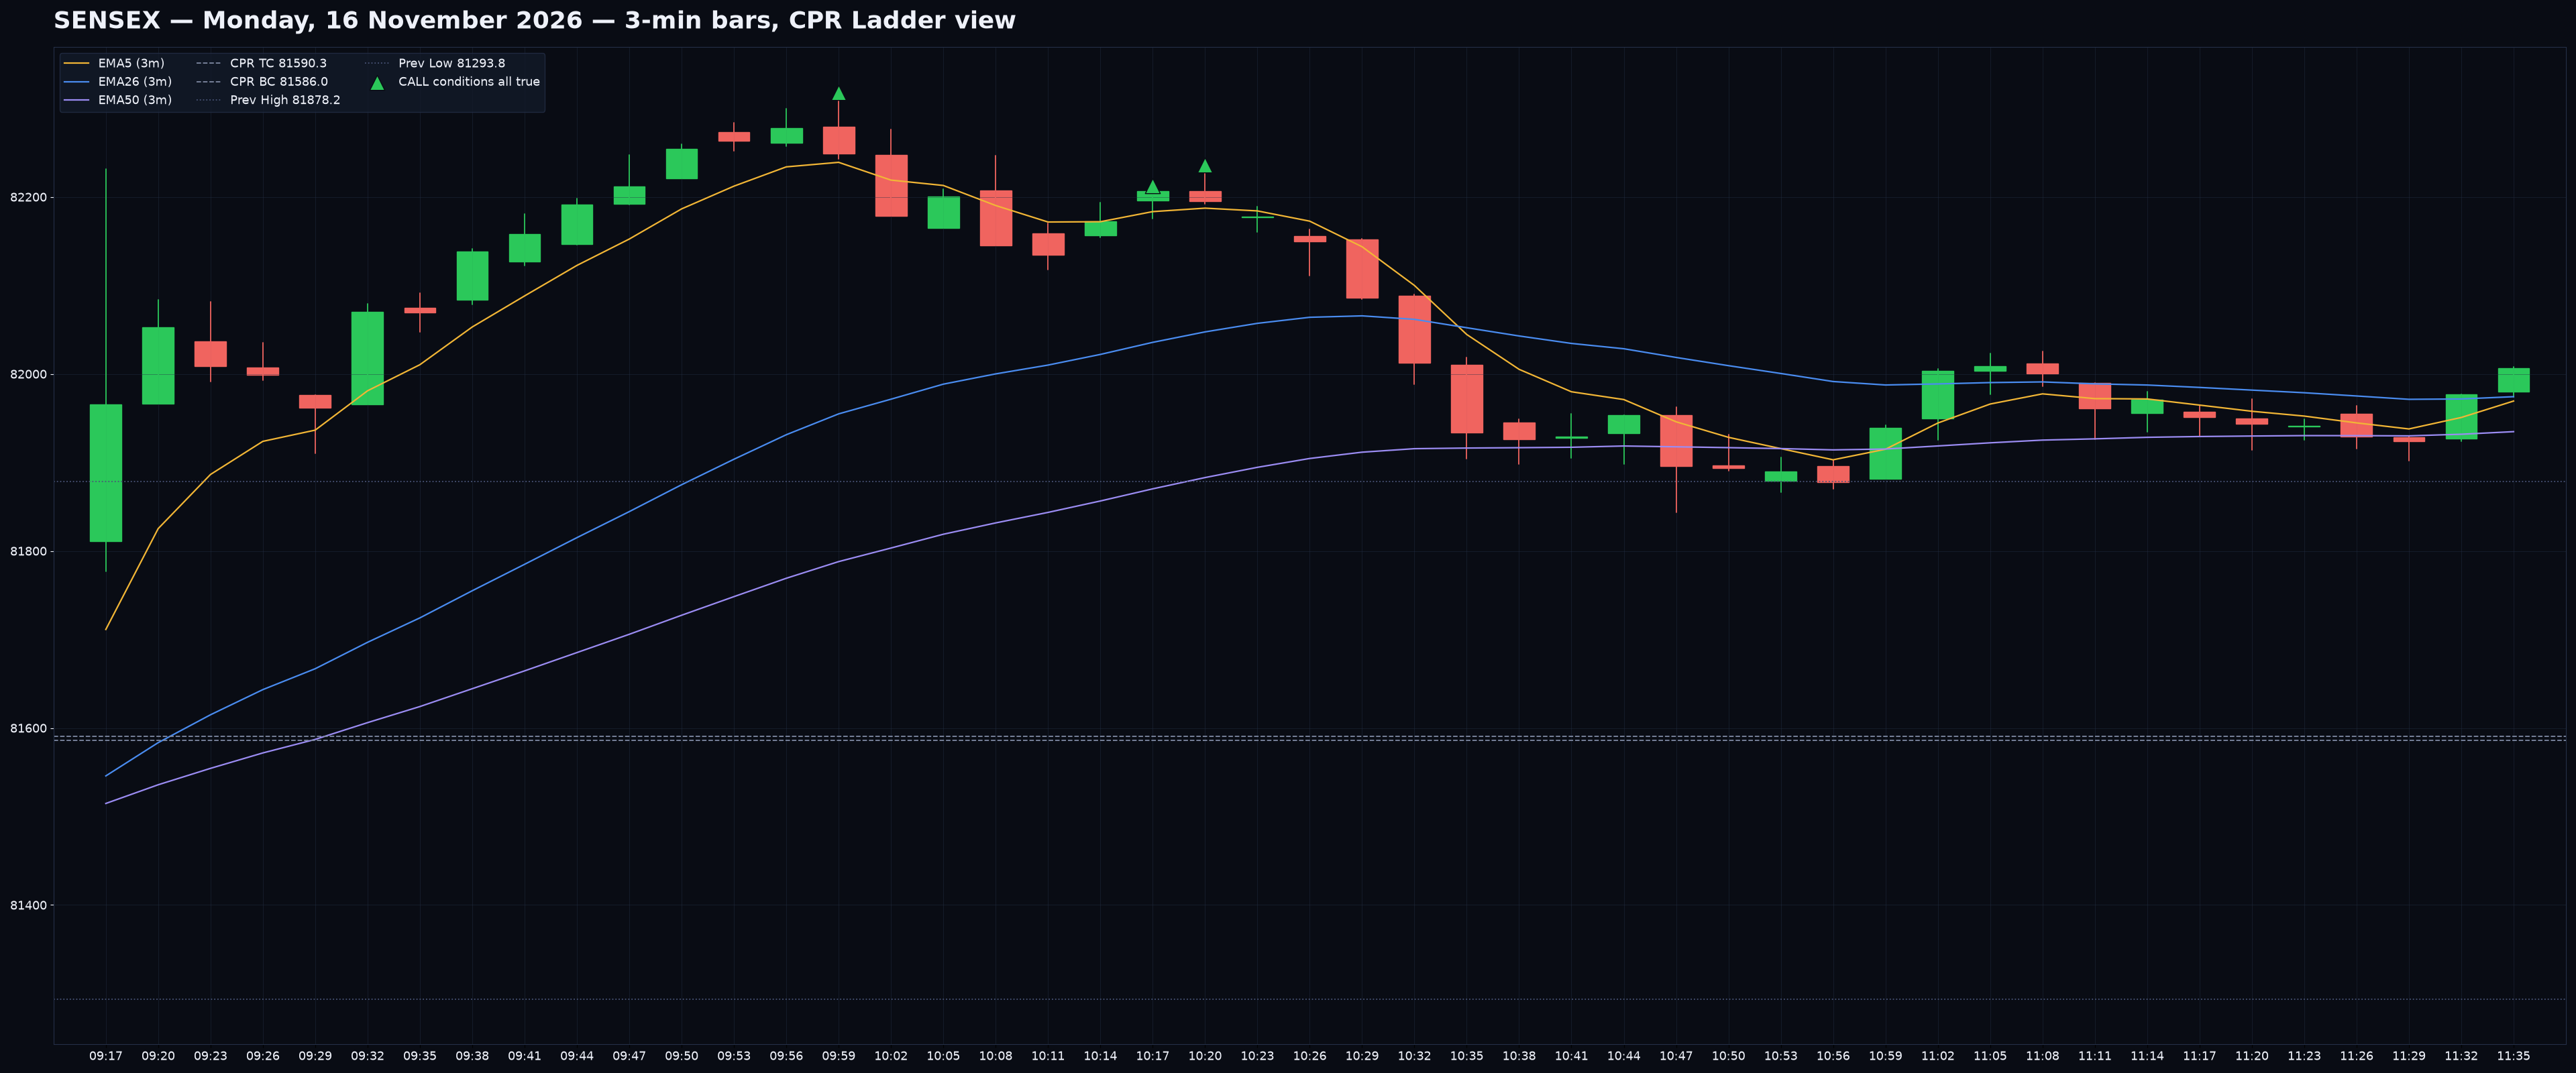 SENSEX — Monday, 16 November 2026 — 3-min bars, CPR Ladder view
EMA5 (3m)
EMA26 (3m)
EMA50 (3m)
CPR TC 81590.3
CPR BC 81586.0
Prev High 81878.2
Prev Low 81293.8
CALL conditions all true
82200
82000
81800
81600
81400
09:17 09:20 09:23 09:26 09:29 09:32 09:35 09:38 09:41 09:44 09:47 09:50 09:53 09:56 09:59 10:02 10:05 10:08 10:11 10:14 10:17 10:20 10:23 10:26 10:29 10:32 10:35 10:38 10:41 10:44 10:47 10:50 10:53 10:56 10:59 11:02 11:05 11:08 11:11 11:14 11:17 11:20 11:23 11:26 11:29 11:32 11:35